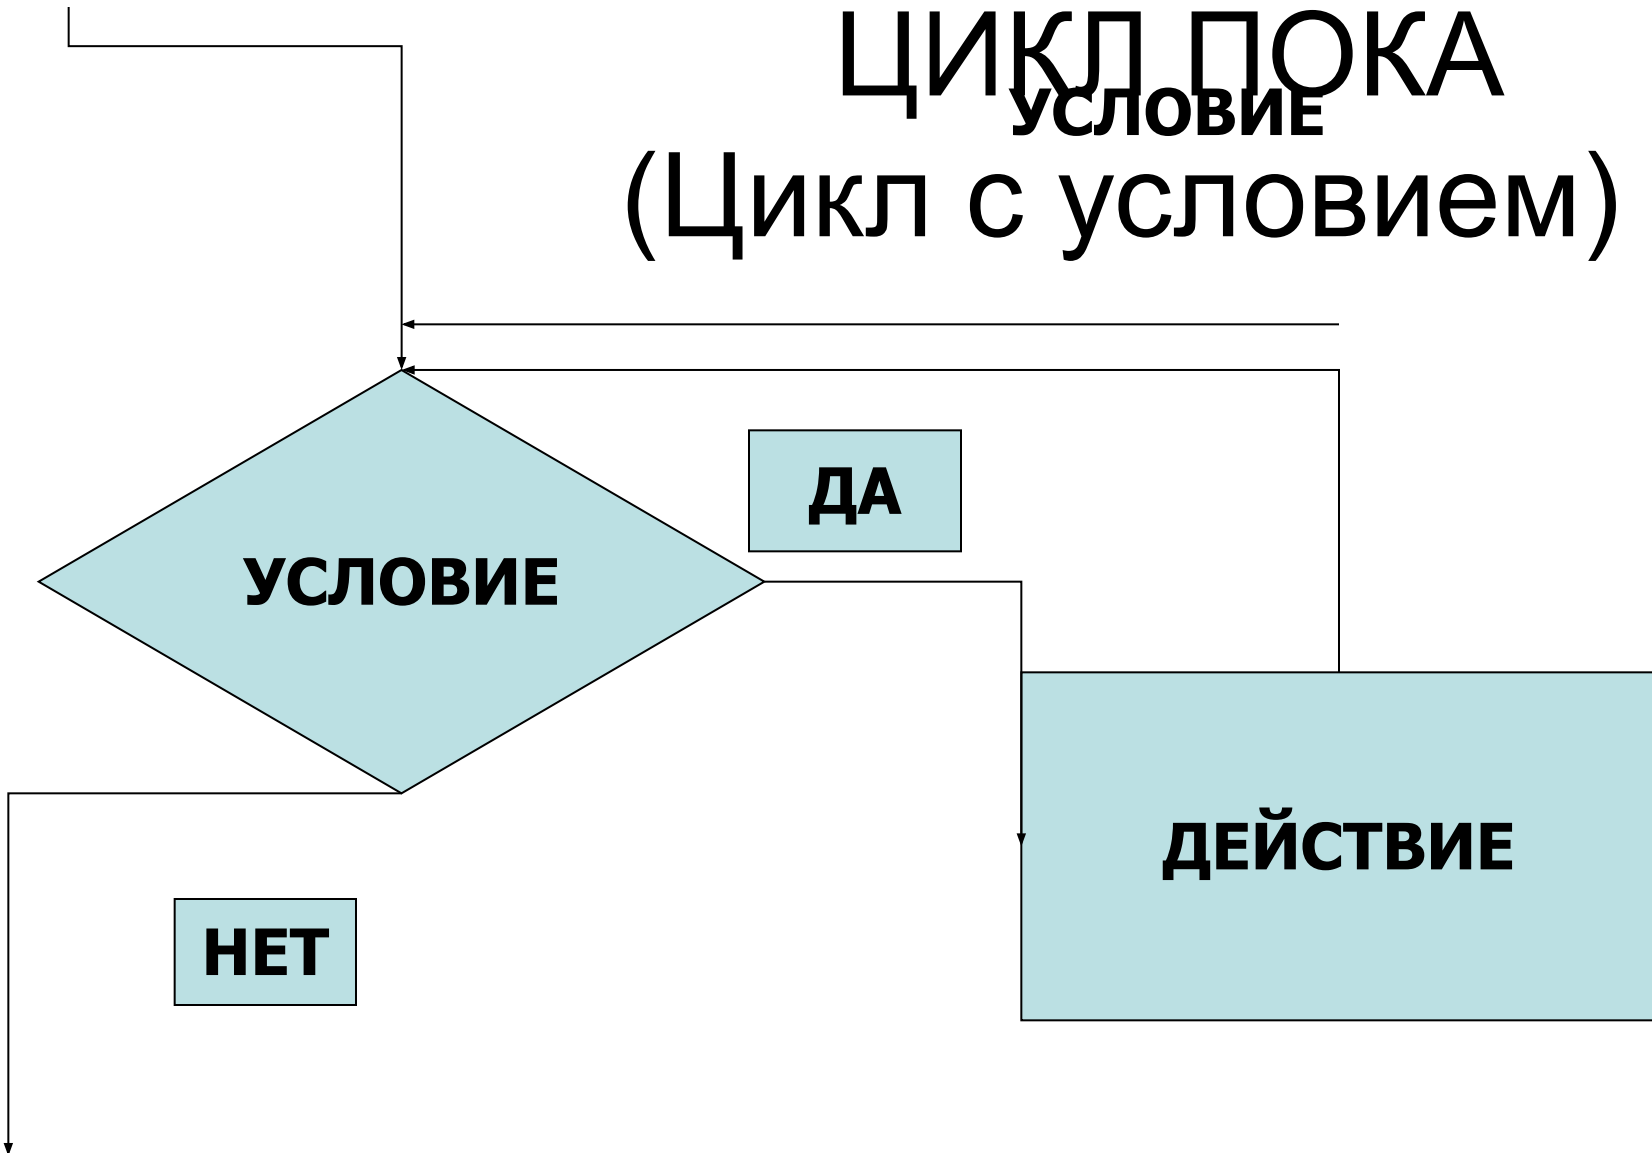 ЦИКЛ ПОКА
УСЛОВИЕ
(Цикл с условием)
ДА
УСЛОВИЕ
ДЕЙСТВИЕ
НЕТ